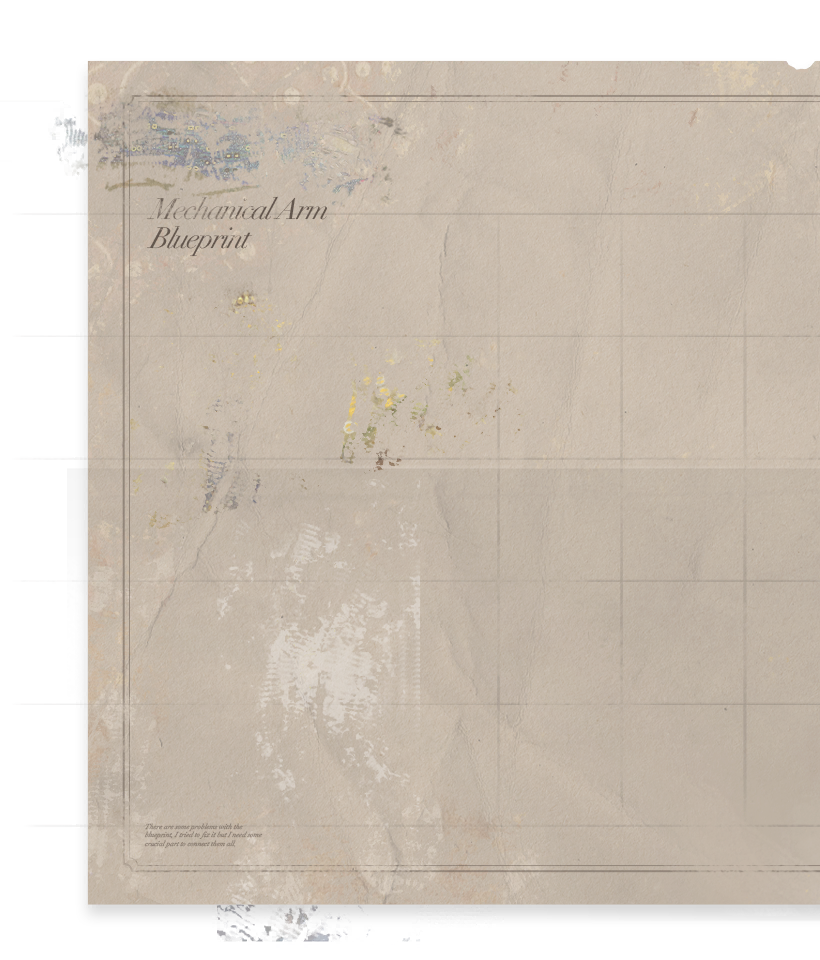 Mechanical Arm
Blueprint
There are some problems with the
blueprint, I tried to fix it but I need some
crucial part to connect them all.